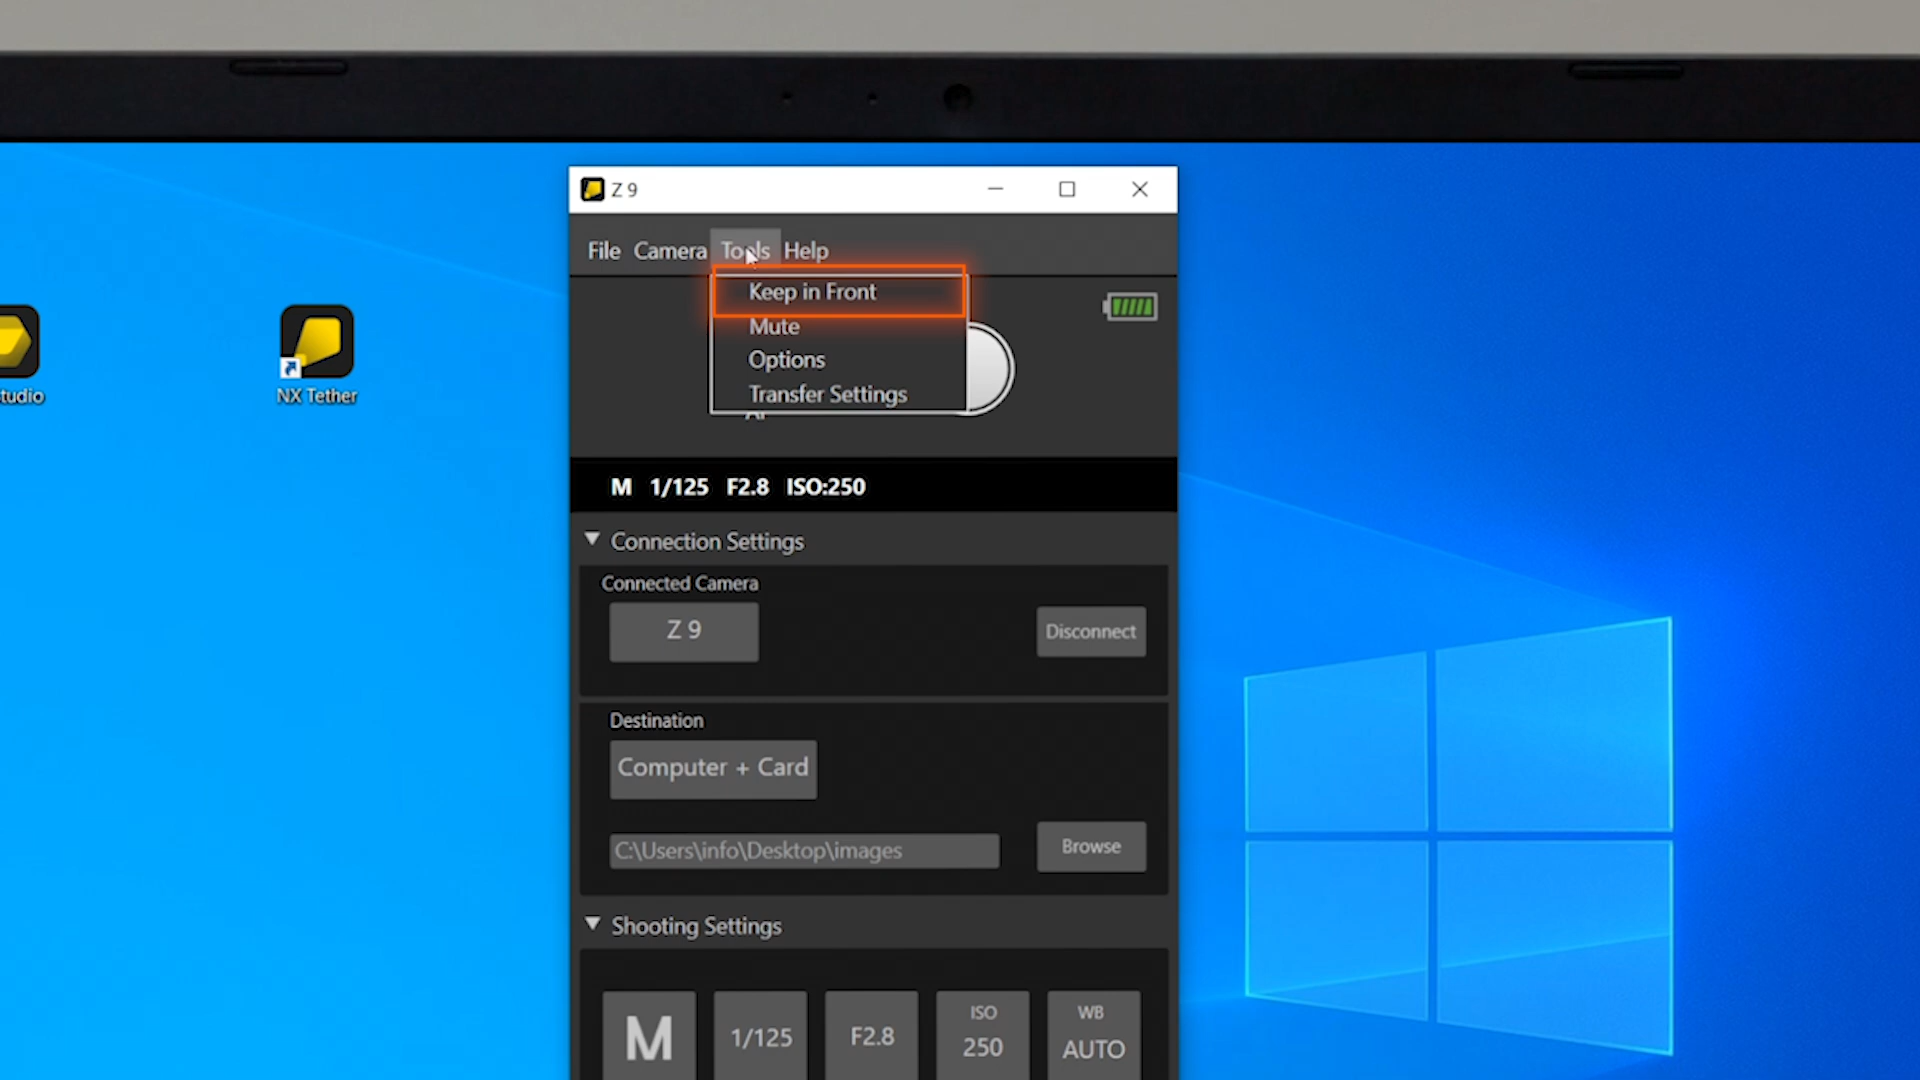 Z 9
File Camera Tools Help
Keep in Front
Mute
Options
Transfer Settings
tudio
NX Tether
M 1/125 F2.8 ISO:250
Connection Settings
Connected Camera
Z 9
Disconnect
Destination
Computer + Card
C:\Users\info\Desktop\images
Browse
Shooting Settings
M 1/125 F2.8 ISO 250 WB AUTO